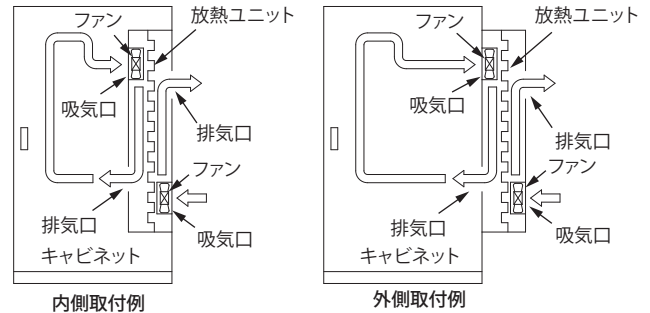 ファン
放熱ユニット
吸気口
排気口
ファン
排気口
吸気口
キャビネット
内側取付例
ファン
放熱ユニット
吸気口
排気口
ファン
排気口
吸気口
キャビネット
外側取付例